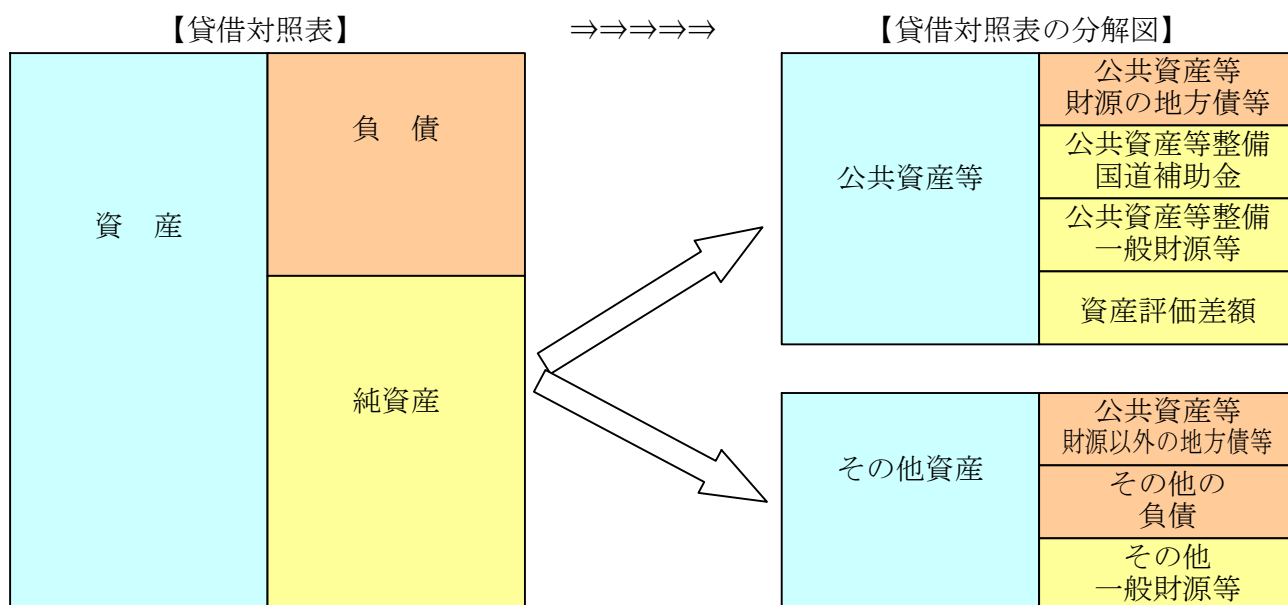 【貸借対照表】 ⇒⇒⇒⇒⇒ 【貸借対照表の分解図】
資　産
負　債
純資産
公共資産等
公共資産等
財源の地方債等
公共資産等整備
国道補助金
公共資産等整備
一般財源等
資産評価差額
その他資産
公共資産等
財源以外の地方債等
その他の
負債
その他
一般財源等